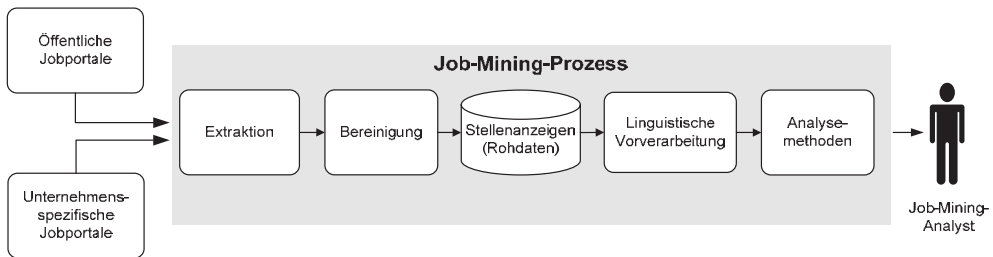 Öffentliche
Jobportale
Unternehmens-
spezifische
Jobportale
Job-Mining-Prozess
Extraktion
Bereinigung
Stellenanzeigen
(Rohdaten)
Linguistische
Vorverarbeitung
Analyse-
methoden
Job-Mining-
Analyst